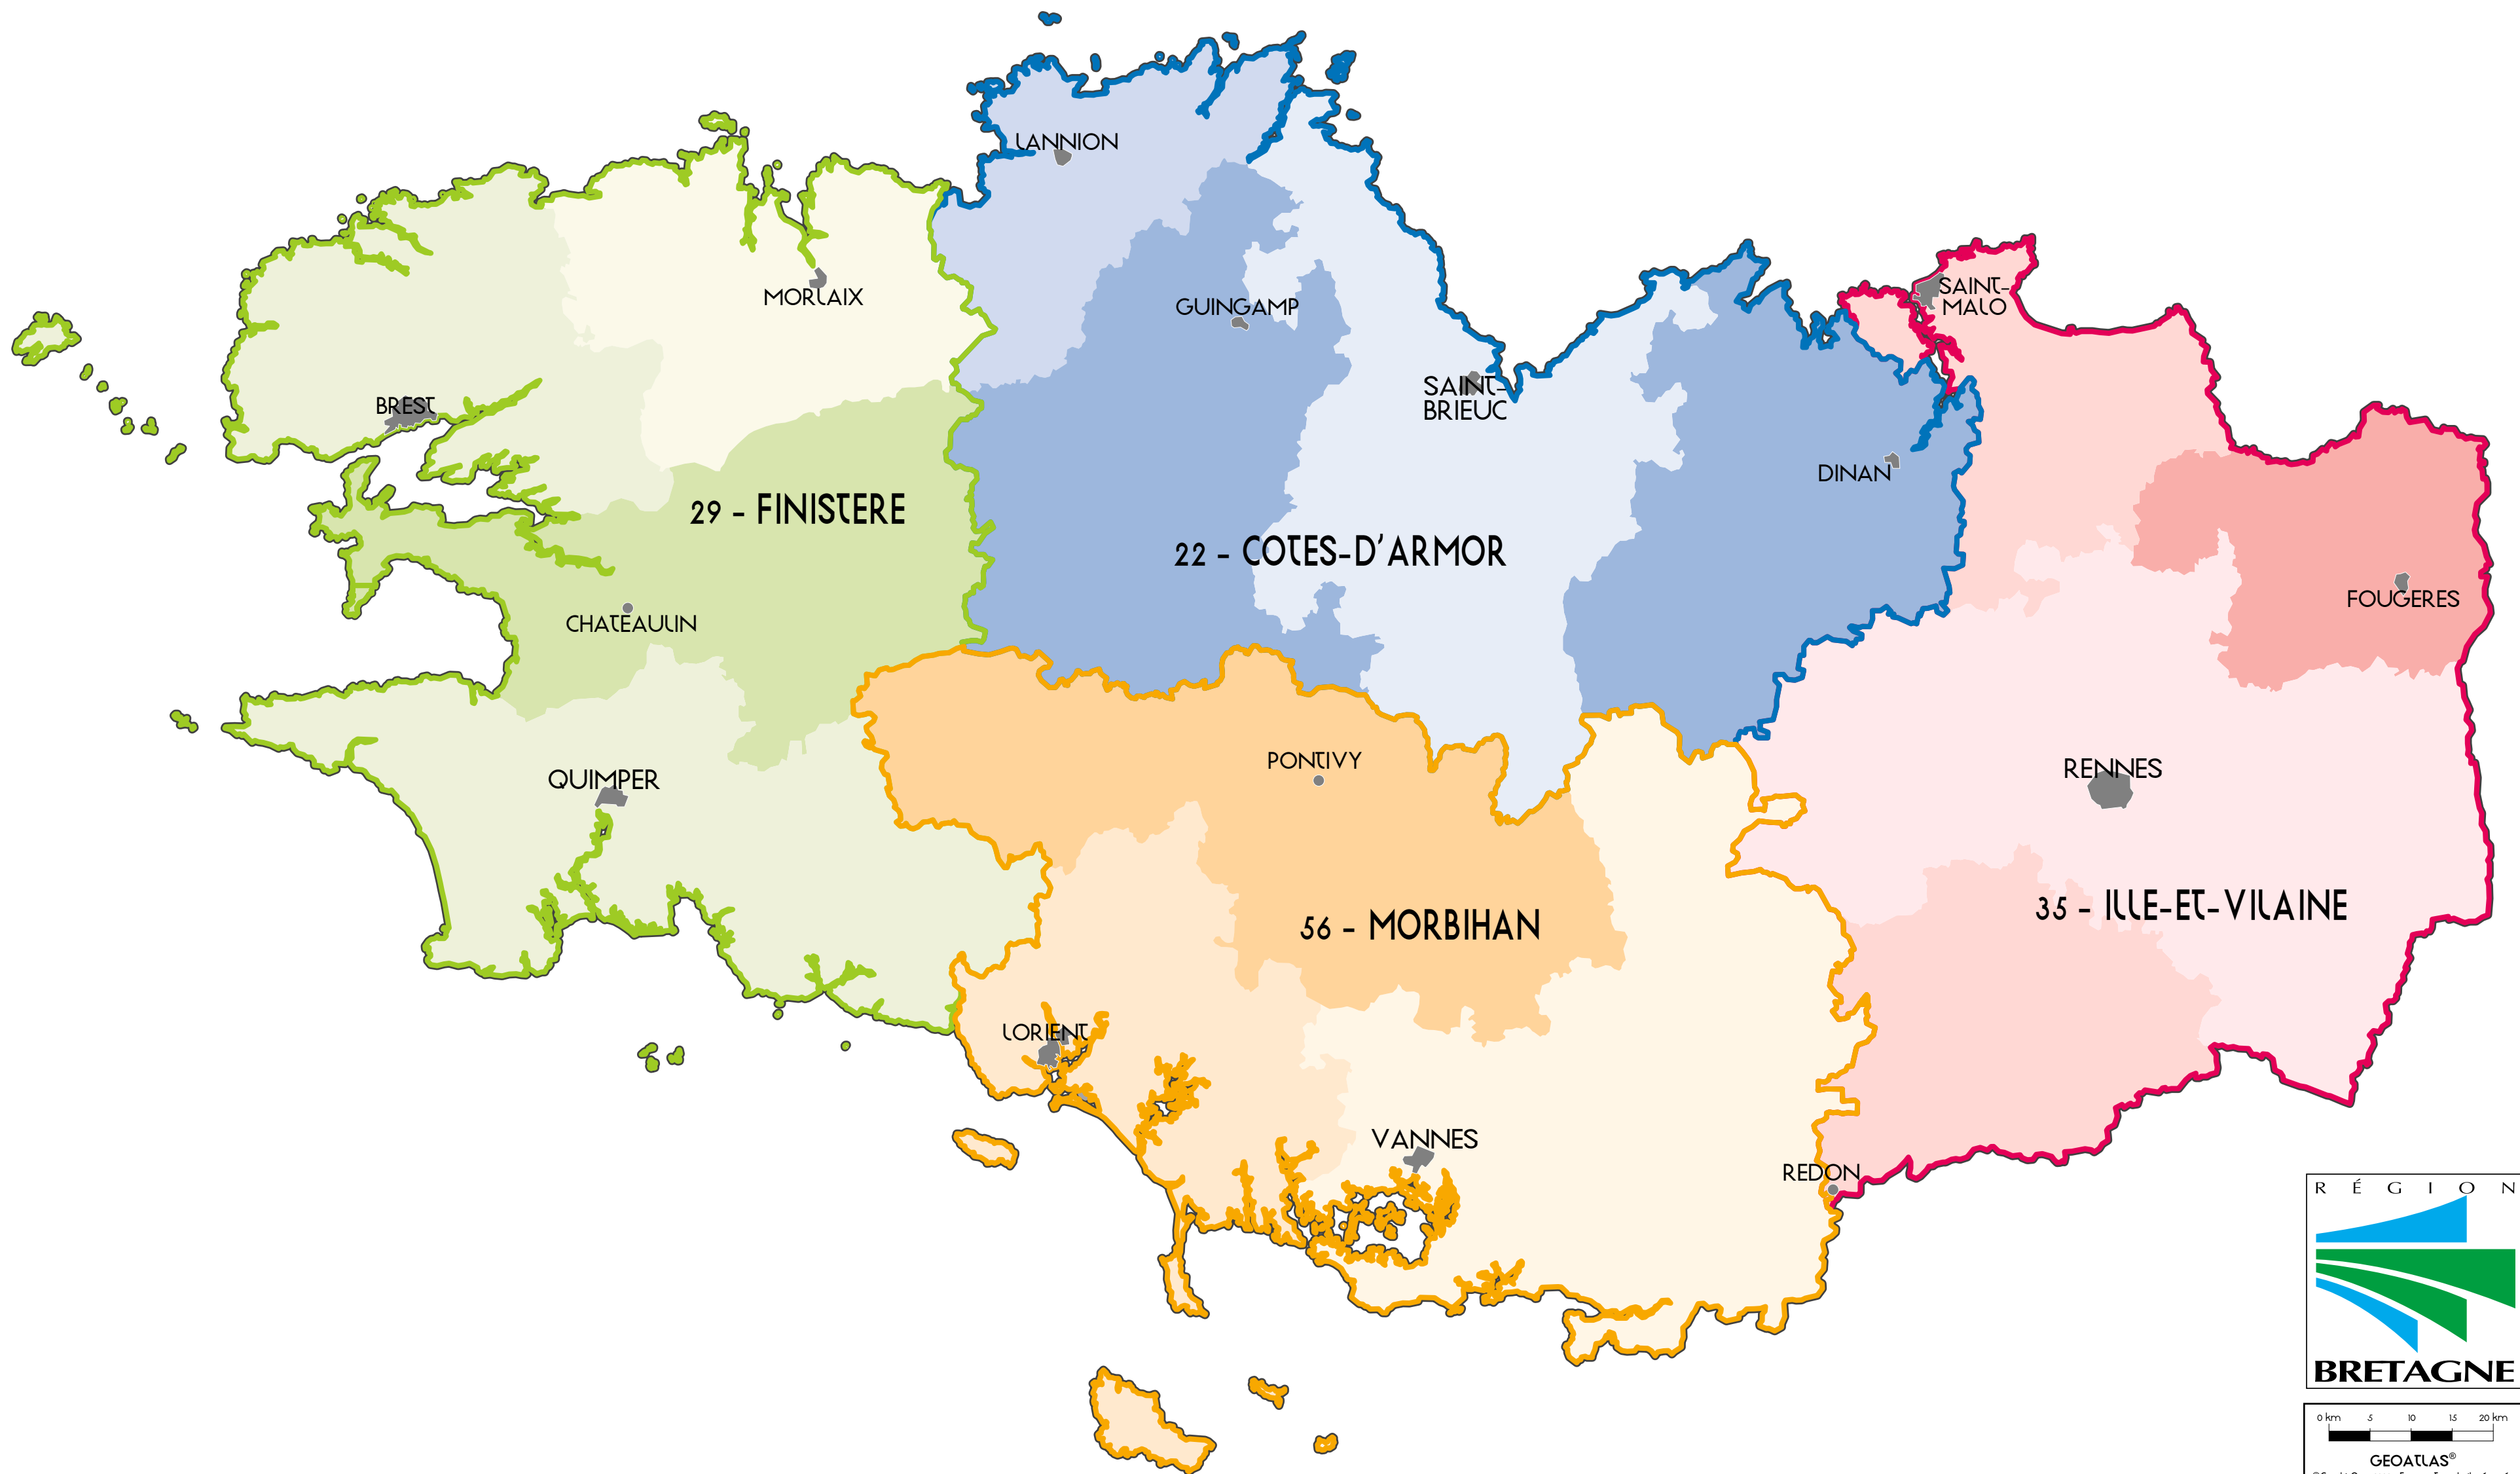 LANNION
MORLAIX
SAINT-
MALO
GUINGAMP
BREST
SAINT-
BRIEUC
DINAN
29 - FINISTERE
22 - COTES-D'ARMOR
FOUGERES
CHATEAULIN
PONTIVY
RENNES
QUIMPER
56 - MORBIHAN
35 - ILLE-ET-VILAINE
LORIENT
VANNES
REDON
RÉGION
BRETAGNE
0 km 5 10 15 20 km
GEOATLAS®